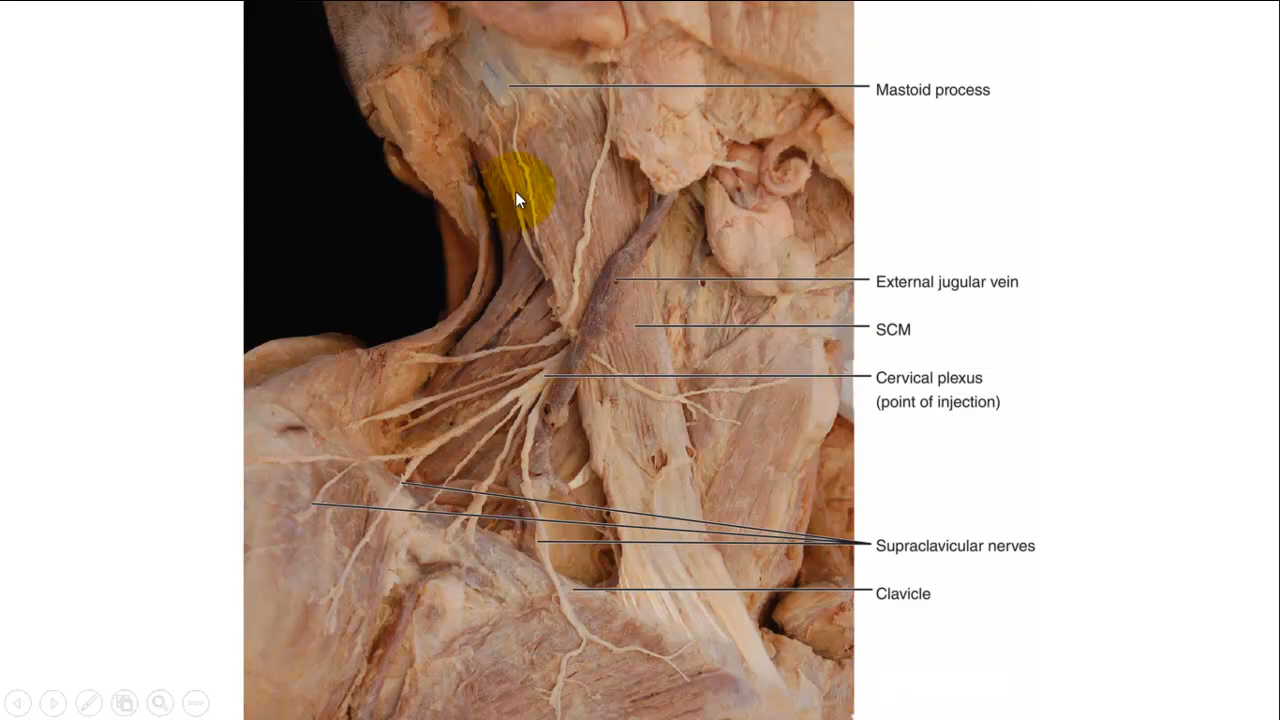 Mastoid process
External jugular vein
SCM
Cervical plexus
(point of injection)
Supraclavicular nerves
Clavicle